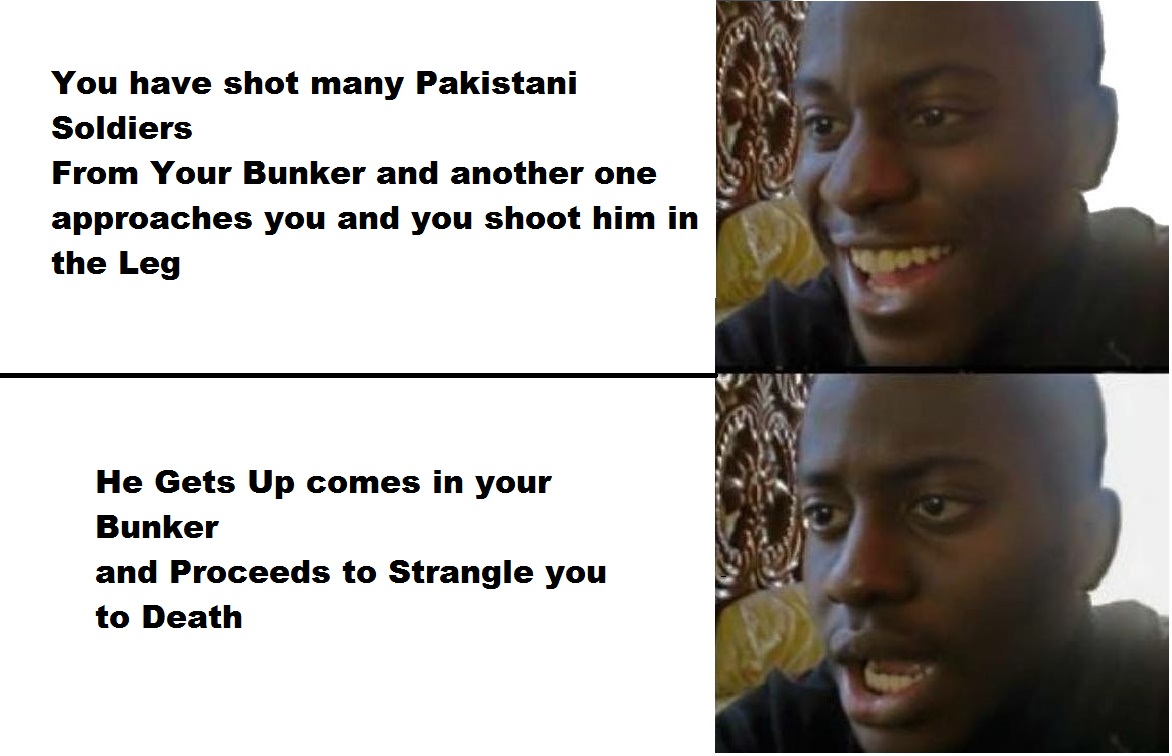 You have shot many Pakistani
Soldiers
From Your Bunker and another one
approaches you and you shoot him in
the Leg
He Gets Up comes in your
Bunker
and Proceeds to Strangle you
to Death